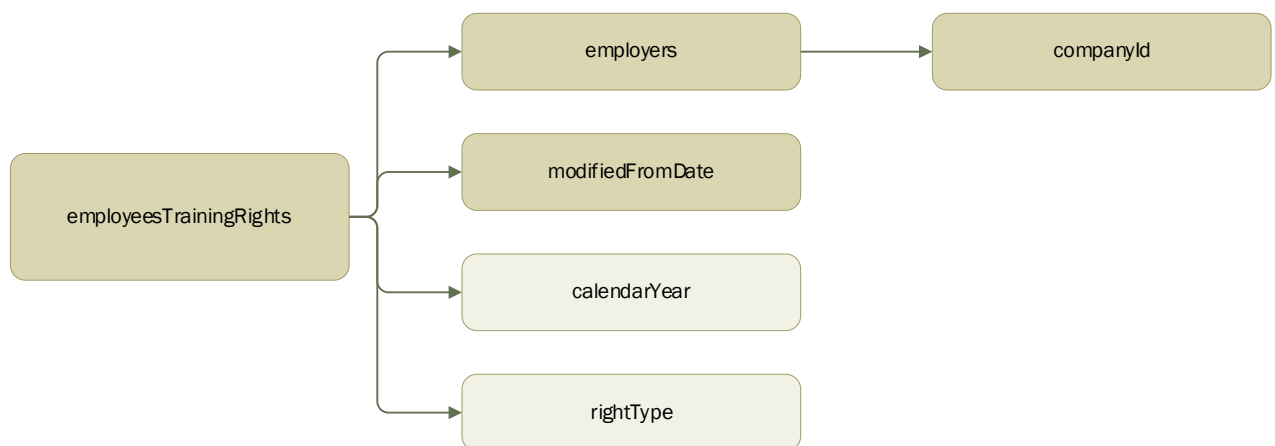 employers
companyId
modifiedFromDate
employeesTrainingRights
calendarYear
rightType